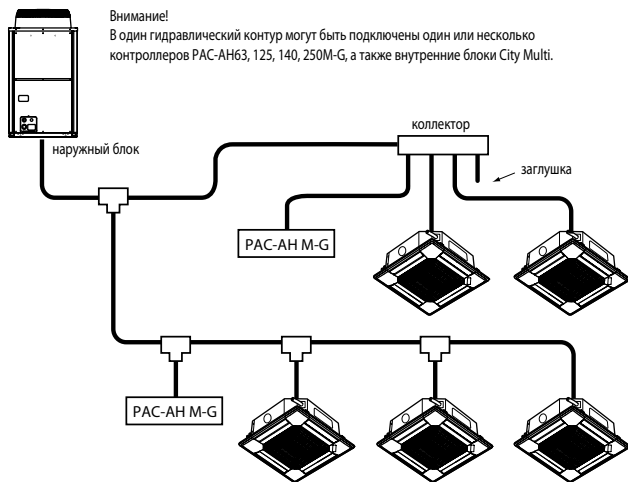 Внимание!
В один гидравлический контур могут быть подключены один или несколько
контроллеров PAC-AH63, 125, 140, 250M-G, а также внутренние блоки City Multi.
коллектор
наружный блок
заглушка
PAC-AH M-G
PAC-AH M-G